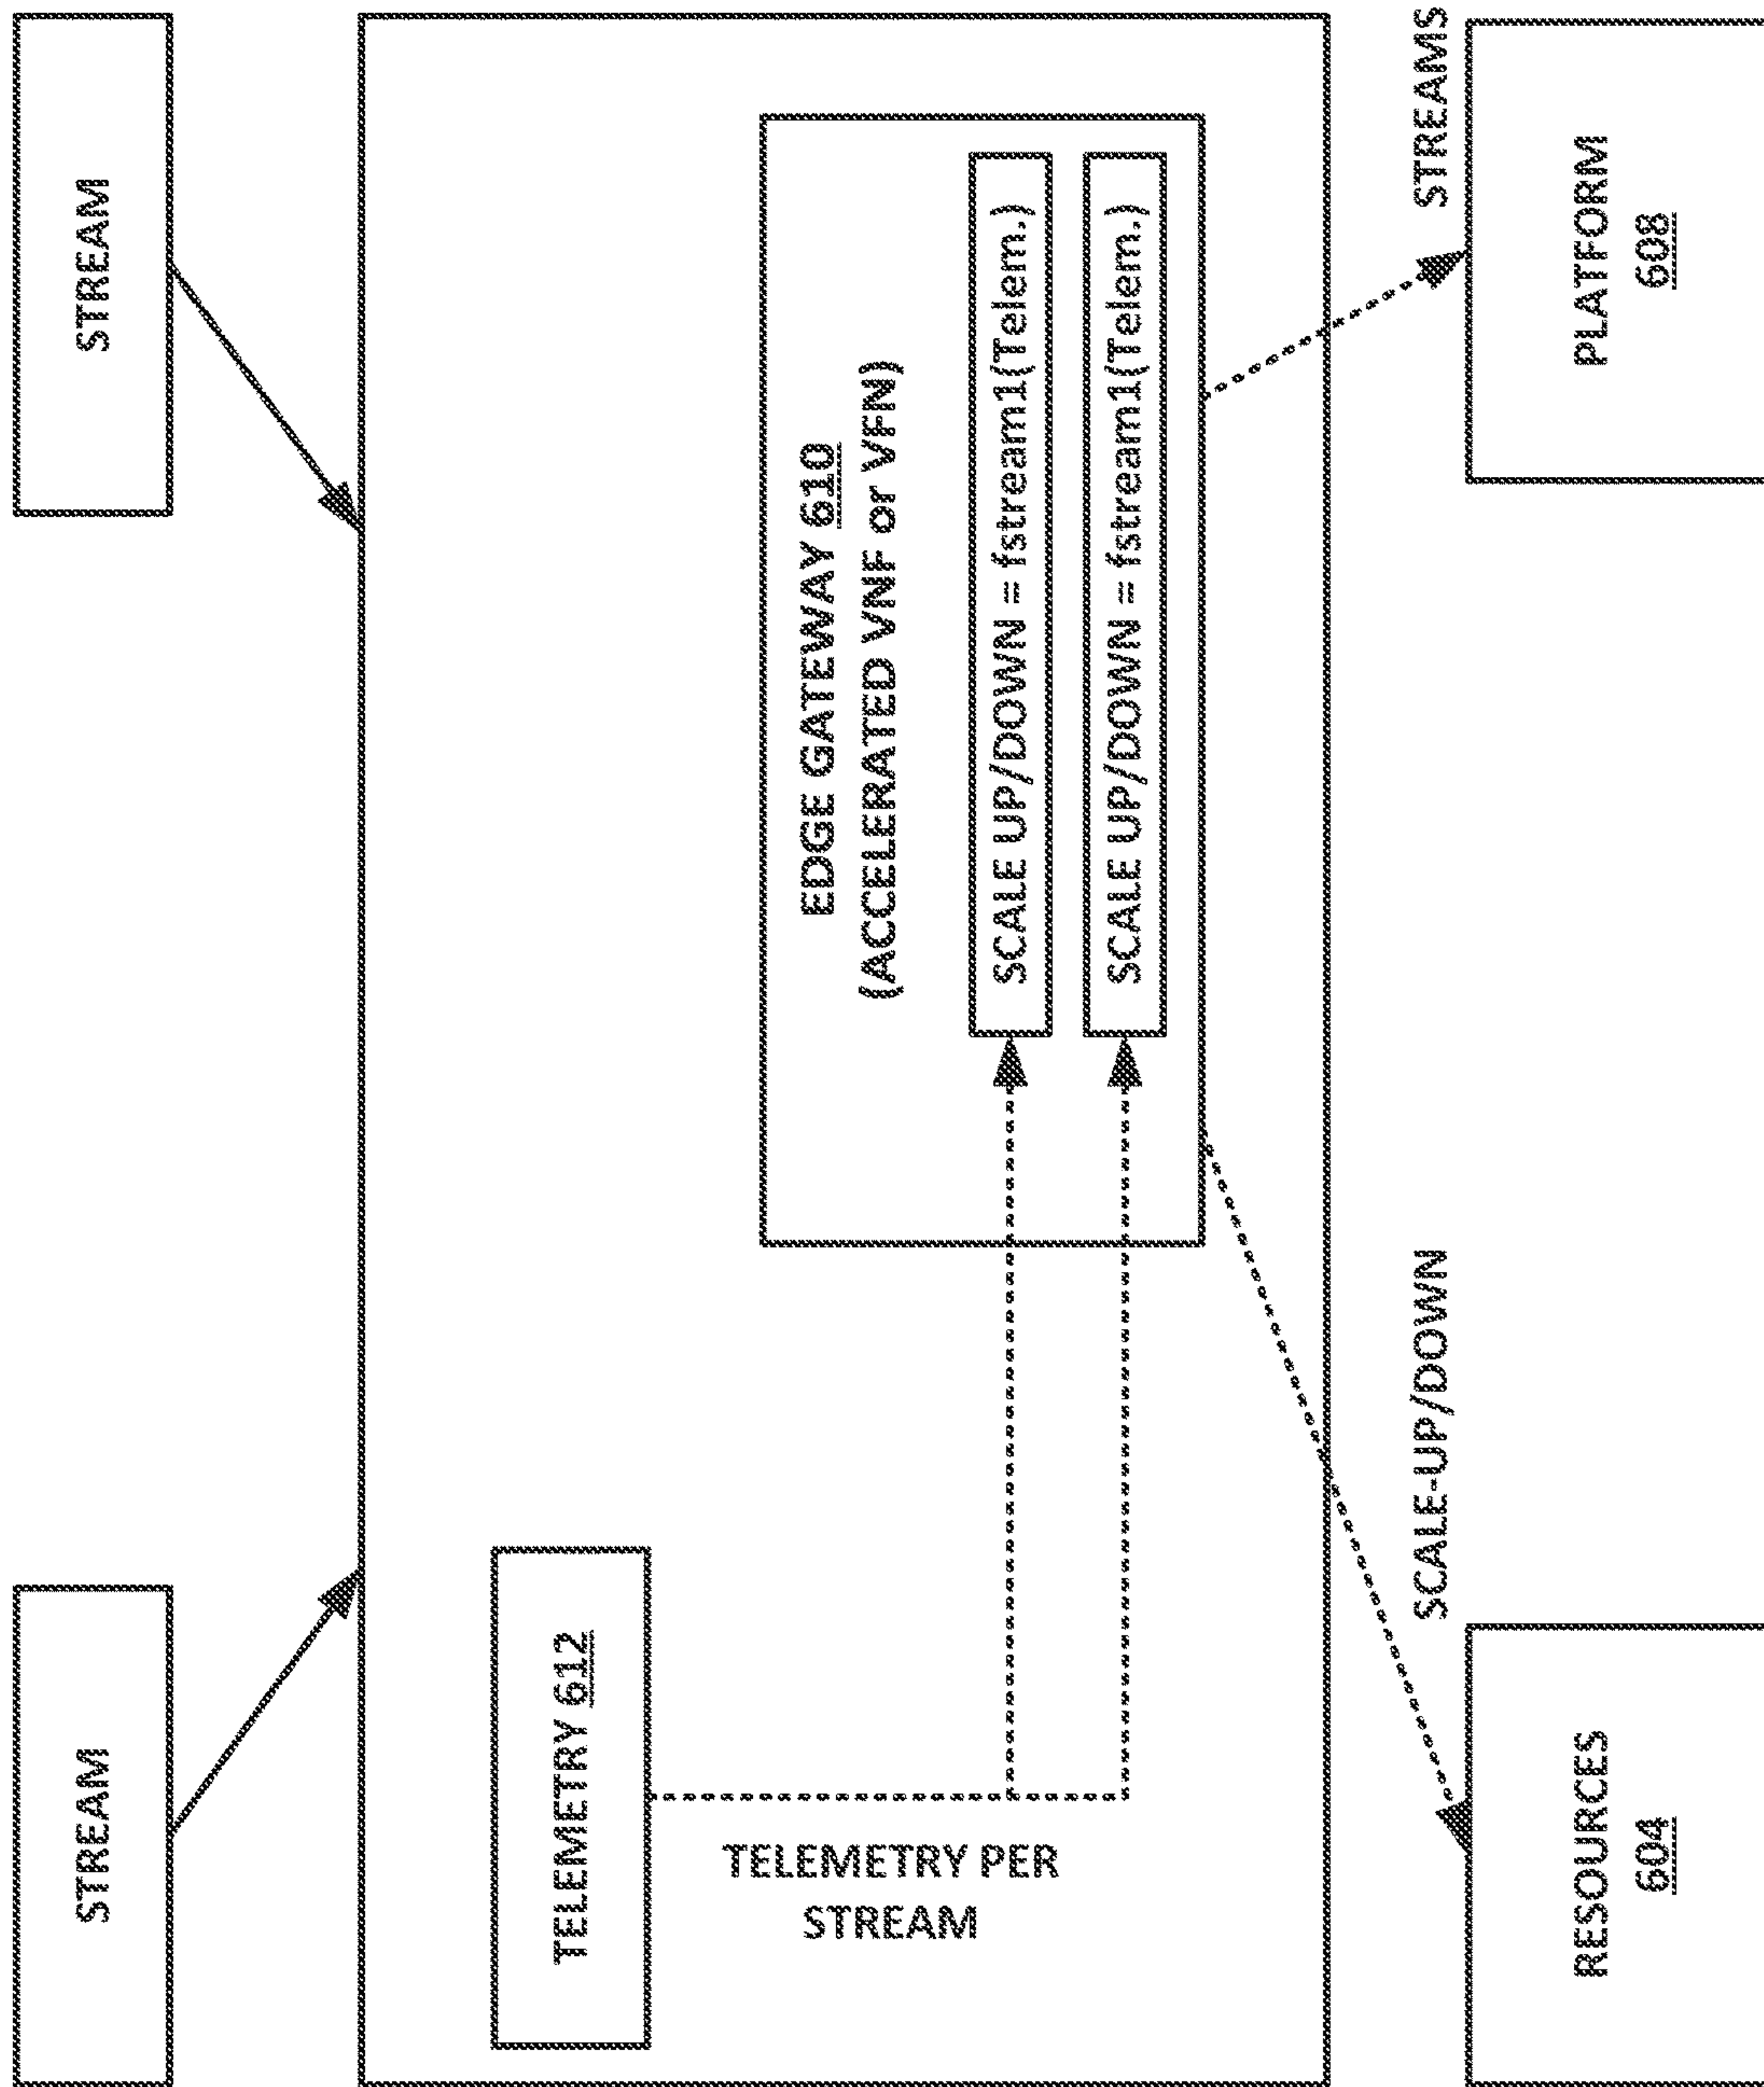 STREAM
STREAM
TELEMETRY 612
TELEMETRY PER
STREAM
EDGE GATEWAY 610
(ACCELERATED VNF or VFN)
SCALE UP/DOWN = fstream1(Telem.)
SCALE UP/DOWN = fstream1(Telem.)
SCALE-UP/DOWN
STREAMS
RESOURCES
604
PLATFORM
608